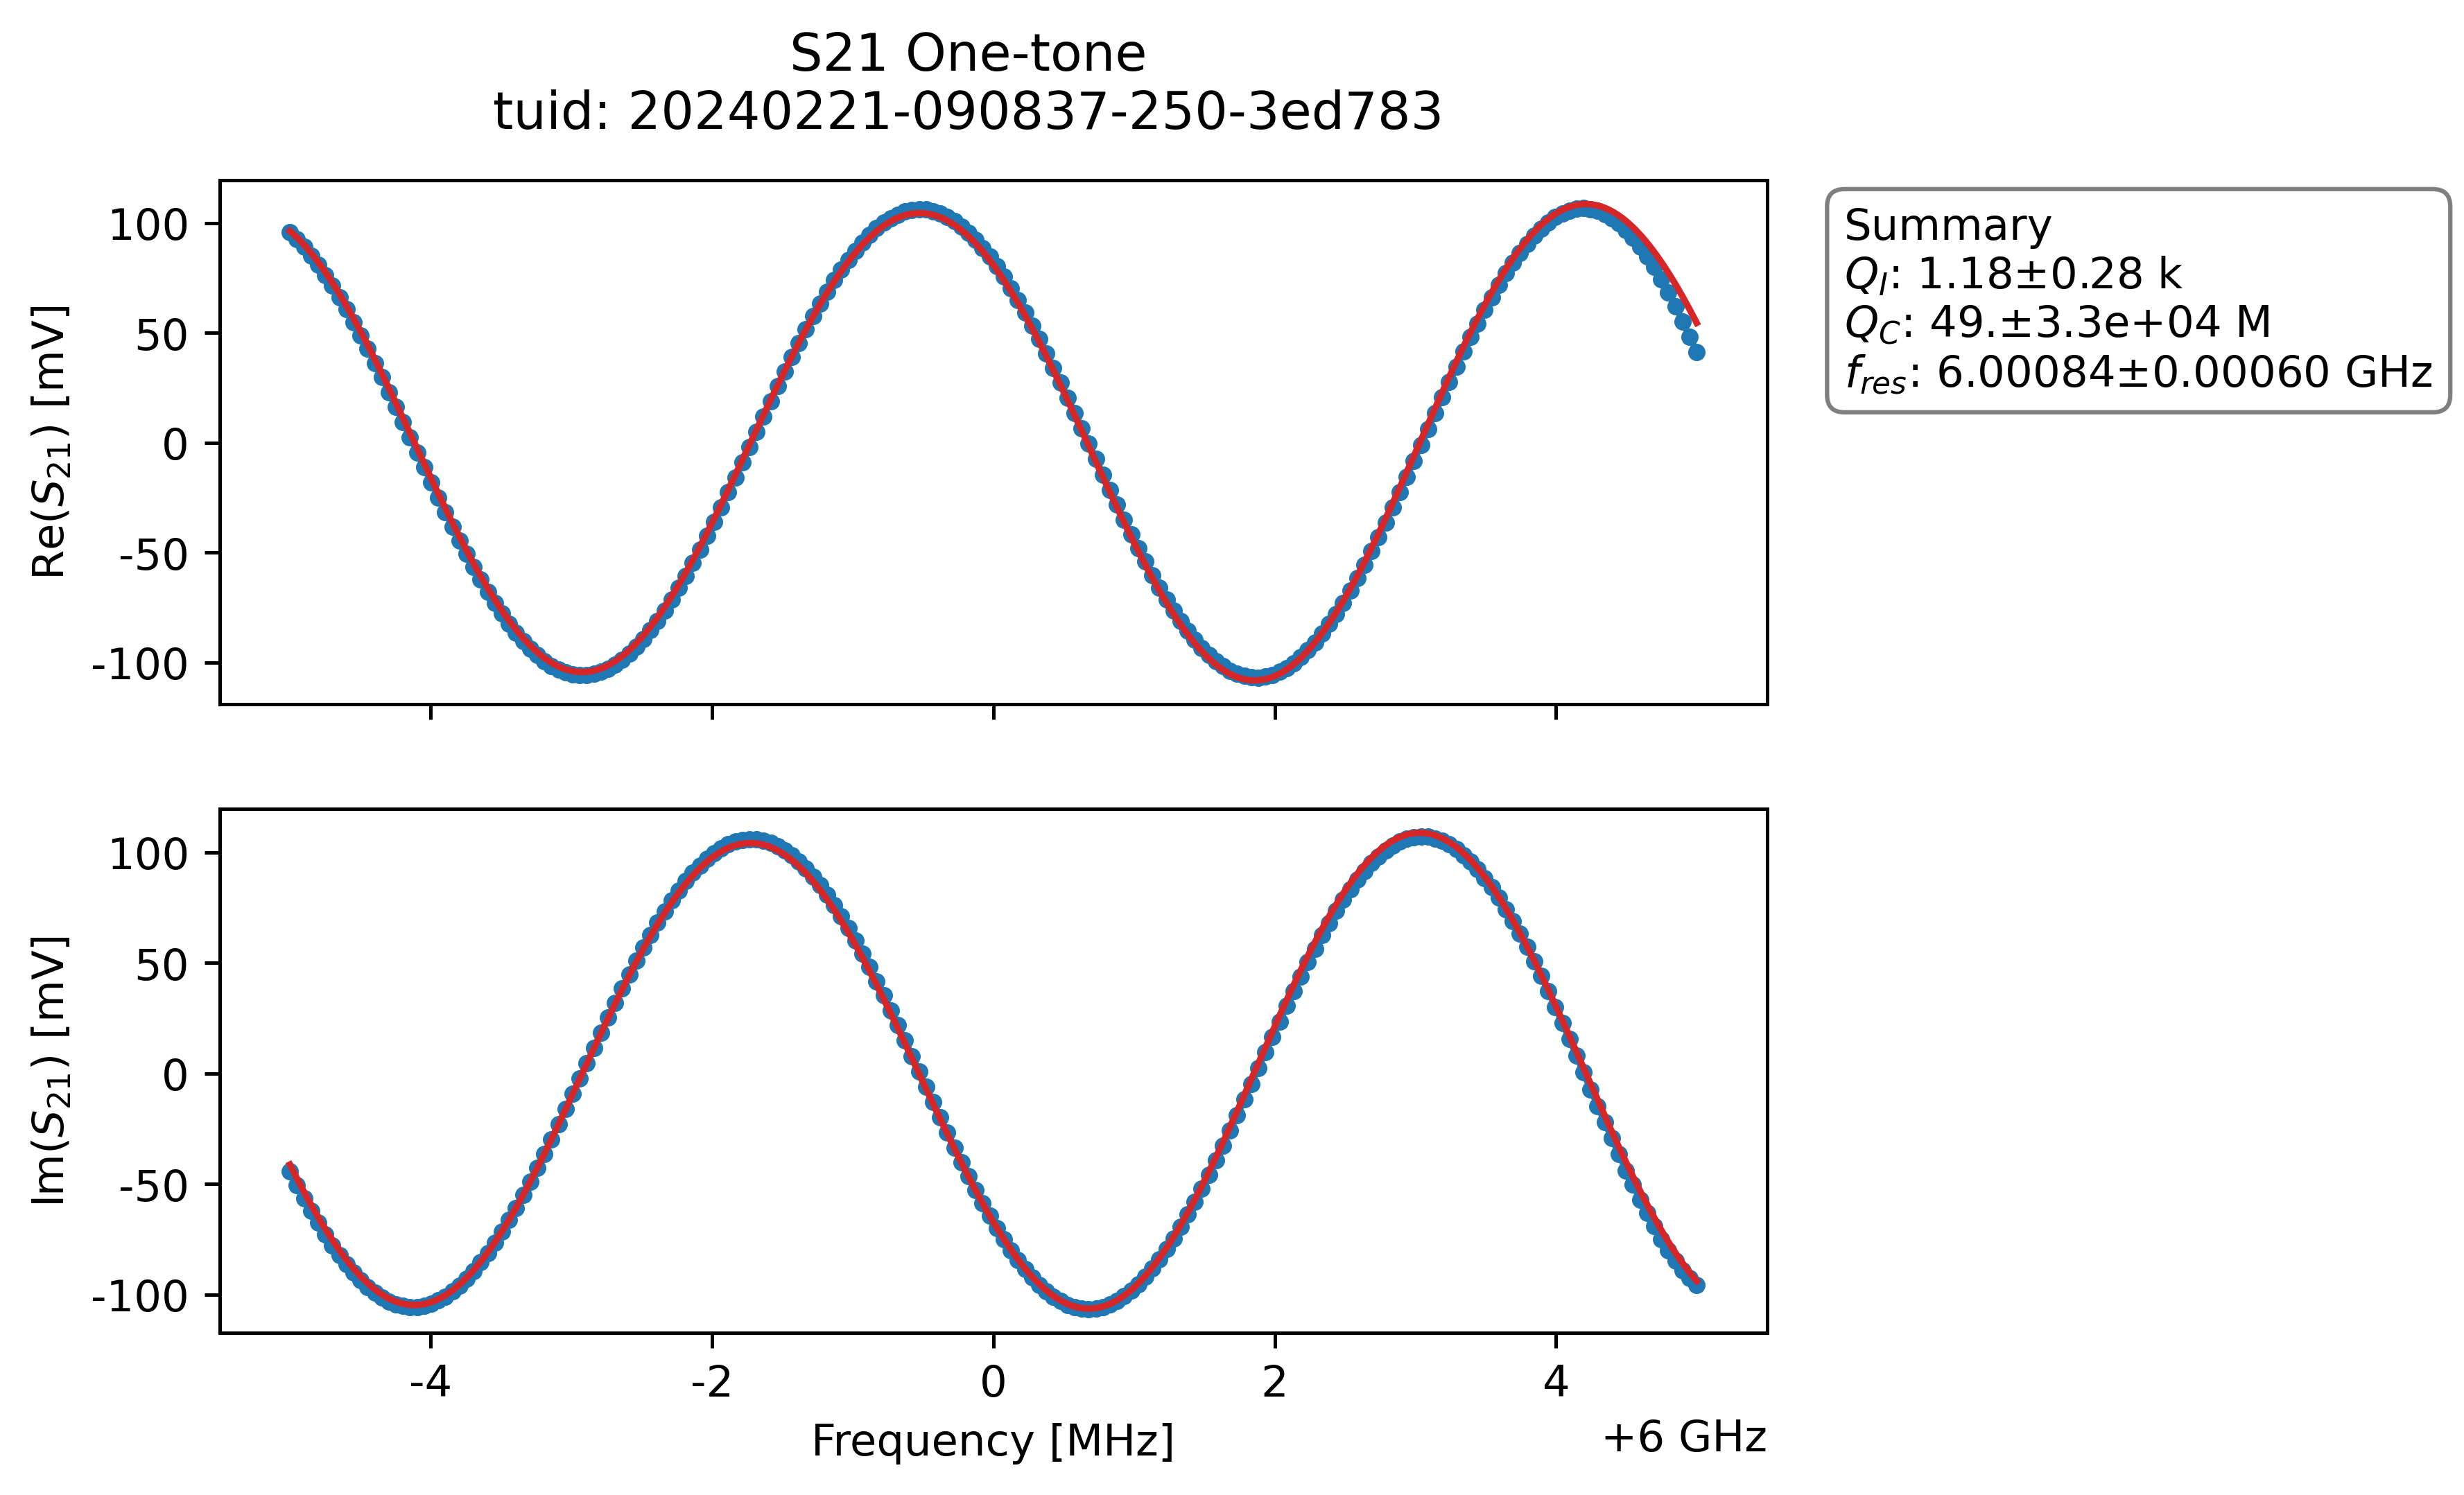 S21 One-tone
tuid: 20240221-090837-250-3ed783
Re(S21) [mV]
100
50
0
-50
-100
Summary
QI: 1.18±0.28 k
QC: 49.±3.3e+04 M
fres: 6.00084±0.00060 GHz
Im(S21) [mV]
100
50
0
-50
-100
-4 -2 0 2 4
Frequency [MHz]
+6 GHz